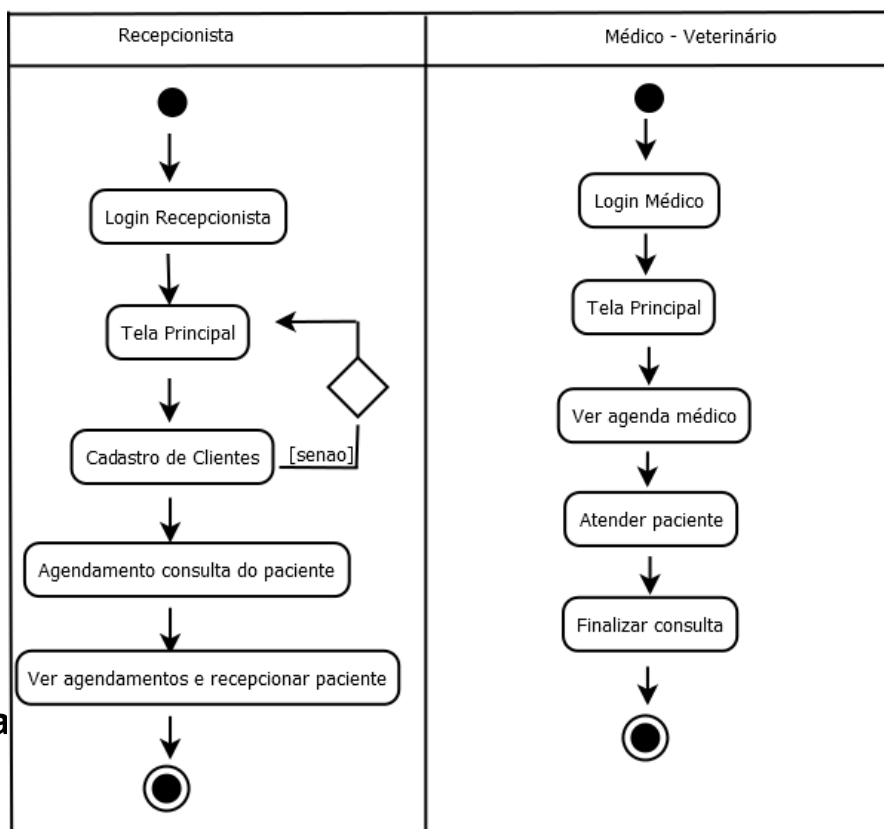 Recepcionista
Médico - Veterinário
Login Recepcionista
Tela Principal
Cadastro de Clientes
[senao]
Agendamento consulta do paciente
Ver agendamentos e recepcionar paciente
a
Login Médico
Tela Principal
Ver agenda médico
Atender paciente
Finalizar consulta